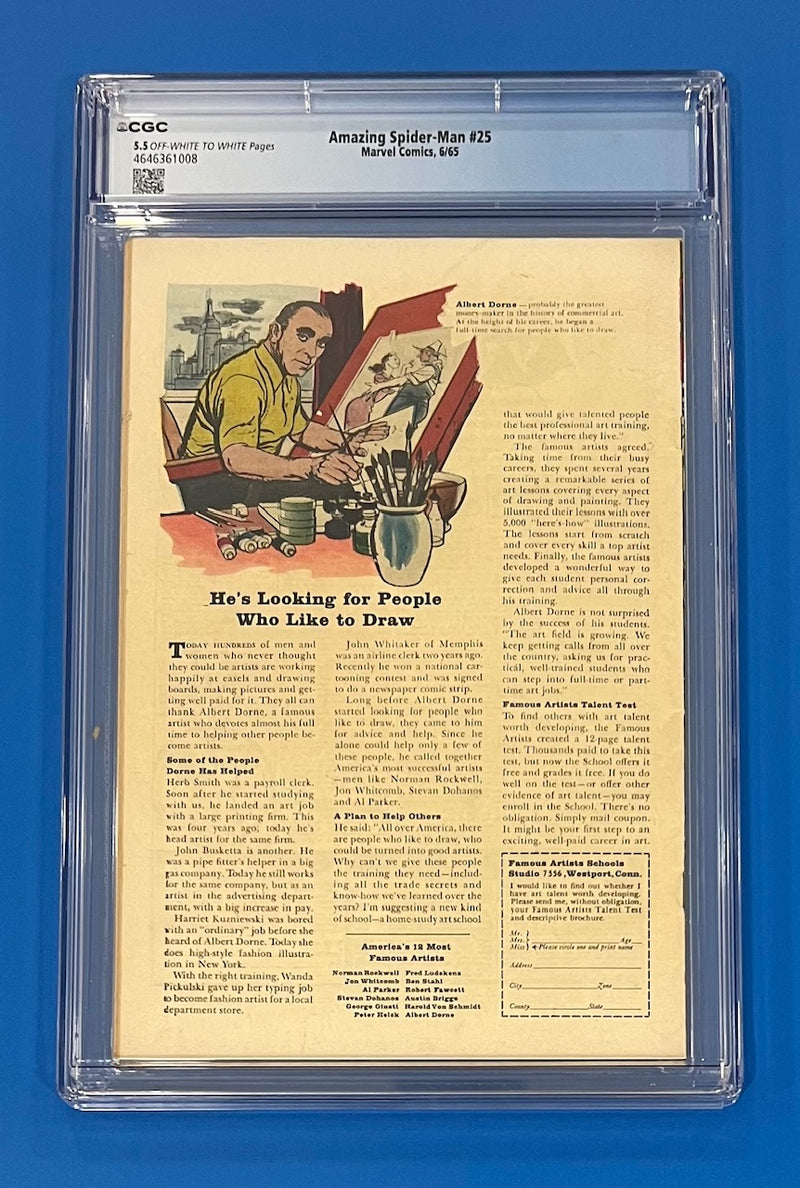 CGC
5.5 OFF-WHITE TO WHITE Pages
4646361008
Amazing Spider-Man #25
Marvel Comics, 6/65
Albert Dorne — probably the greatest
money-maker in the history of commercial art.
At the height of his career, he began a
full-time search for people who like to draw.
He's Looking for People
Who Like to Draw
TODAY HUNDREDS of men and
women who never thought
they could be artists are working
happily at easels and drawing
boards, making pictures and get-
ting well paid for it. They all can
thank Albert Dorne, a famous
artist who devotes almost his full
time to helping other people be-
come artists.
Some of the People
Dorne Has Helped
Herb Smith was a payroll clerk.
Soon after he started studying
with us, he landed an art job
with a large printing firm. This
was four years ago; today he's
head artist for the same firm.
John Busketta is another. He
was a pipe fitter's helper in a big
gas company. Today he still works
for the same company, but as an
artist in the advertising depart-
ment, with a big increase in pay.
Harriet Kuzniewski was bored
with an "ordinary" job before she
heard of Albert Dorne. Today she
does high-style fashion illustra-
tion in New York.
With the right training, Wanda
Pickulski gave up her typing job
to become fashion artist for a local
department store.
John Whitaker of Memphis
was an airline clerk two years ago.
Recently he won a national car-
tooning contest and was signed
to do a newspaper comic strip.
Long before Albert Dorne
started looking for people who
like to draw, they came to him
for advice and help. Since he
alone could help only a few of
these people, he called together
America's most successful artists
—men like Norman Rockwell,
Jon Whitcomb, Stevan Dohanos
and Al Parker.
A Plan to Help Others
He said: "All over America, there
are people who like to draw, who
could be turned into good artists.
Why can't we give these people
the training they need—includ-
ing all the trade secrets and
know-how we've learned over the
years? I'm suggesting a new kind
of school—a home-study art school
America's 12 Most
Famous Artists
Norman Rockwell Fred Ludekens
Jon Whitcomb Ben Stahl
Al Parker Robert Fawcett
Stevan Dohanos Austin Briggs
George Giusti Harold Von Schmidt
Peter Helck Albert Dorne
that would give talented people
the best professional art training,
no matter where they live."
The famous artists agreed.
Taking time from their busy
careers, they spent several years
creating a remarkable series of
art lessons covering every aspect
of drawing and painting. They
illustrated their lessons with over
5,000 "here's-how" illustrations.
The lessons start from scratch
and cover every skill a top artist
needs. Finally, the famous artists
developed a wonderful way to
give each student personal cor-
rection and advice all through
his training.
Albert Dorne is not surprised
by the success of his students.
"The art field is growing. We
keep getting calls from all over
the country, asking us for prac-
tical, well-trained students who
can step into full-time or part-
time art jobs."
Famous Artists Talent Test
To find others with art talent
worth developing, the Famous
Artists created a 12-page talent
test. Thousands paid to take this
test, but now the School offers it
free and grades it free. If you do
well on the test—or offer other
evidence of art talent—you may
enroll in the School. There's no
obligation. Simply mail coupon.
It might be your first step to an
exciting, well-paid career in art.
Famous Artists Schools
Studio 7556, Westport, Conn.
I would like to find out whether I
have art talent worth developing.
Please send me, without obligation,
your Famous Artists Talent Test
and descriptive brochure.
Mr.
Mrs. Age
Miss Please circle one and print name
Address
City Zone
County State